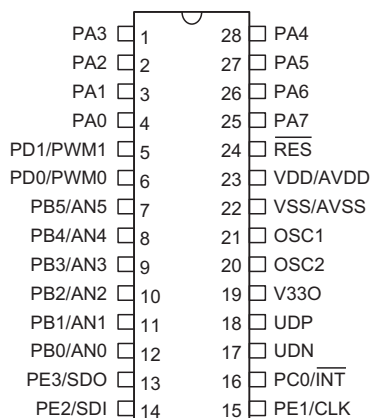 PA3 1 28 PA4
PA2 2 27 PA5
PA1 3 26 PA6
PA0 4 25 PA7
PD1/PWM1 5 24 RES
PD0/PWM0 6 23 VDD/AVDD
PB5/AN5 7 22 VSS/AVSS
PB4/AN4 8 21 OSC1
PB3/AN3 9 20 OSC2
PB2/AN2 10 19 V33O
PB1/AN1 11 18 UDP
PB0/AN0 12 17 UDN
PE3/SDO 13 16 PC0/INT
PE2/SDI 14 15 PE1/CLK